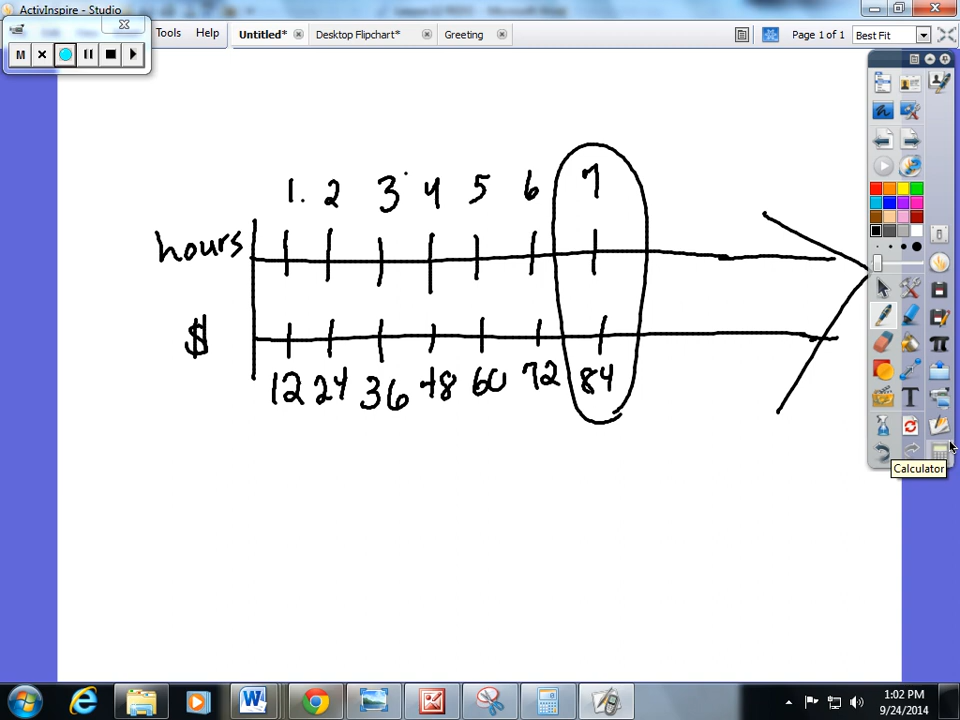 ActivInspire - Studio
Tools Help Untitled* Desktop Flipchart* Greeting Page 1 of 1 Best Fit
M
1. 2 3 4 5 6 7
hours
$
12 24 36 48 60 72 84
T
Calculator
1:02 PM
9/24/2014